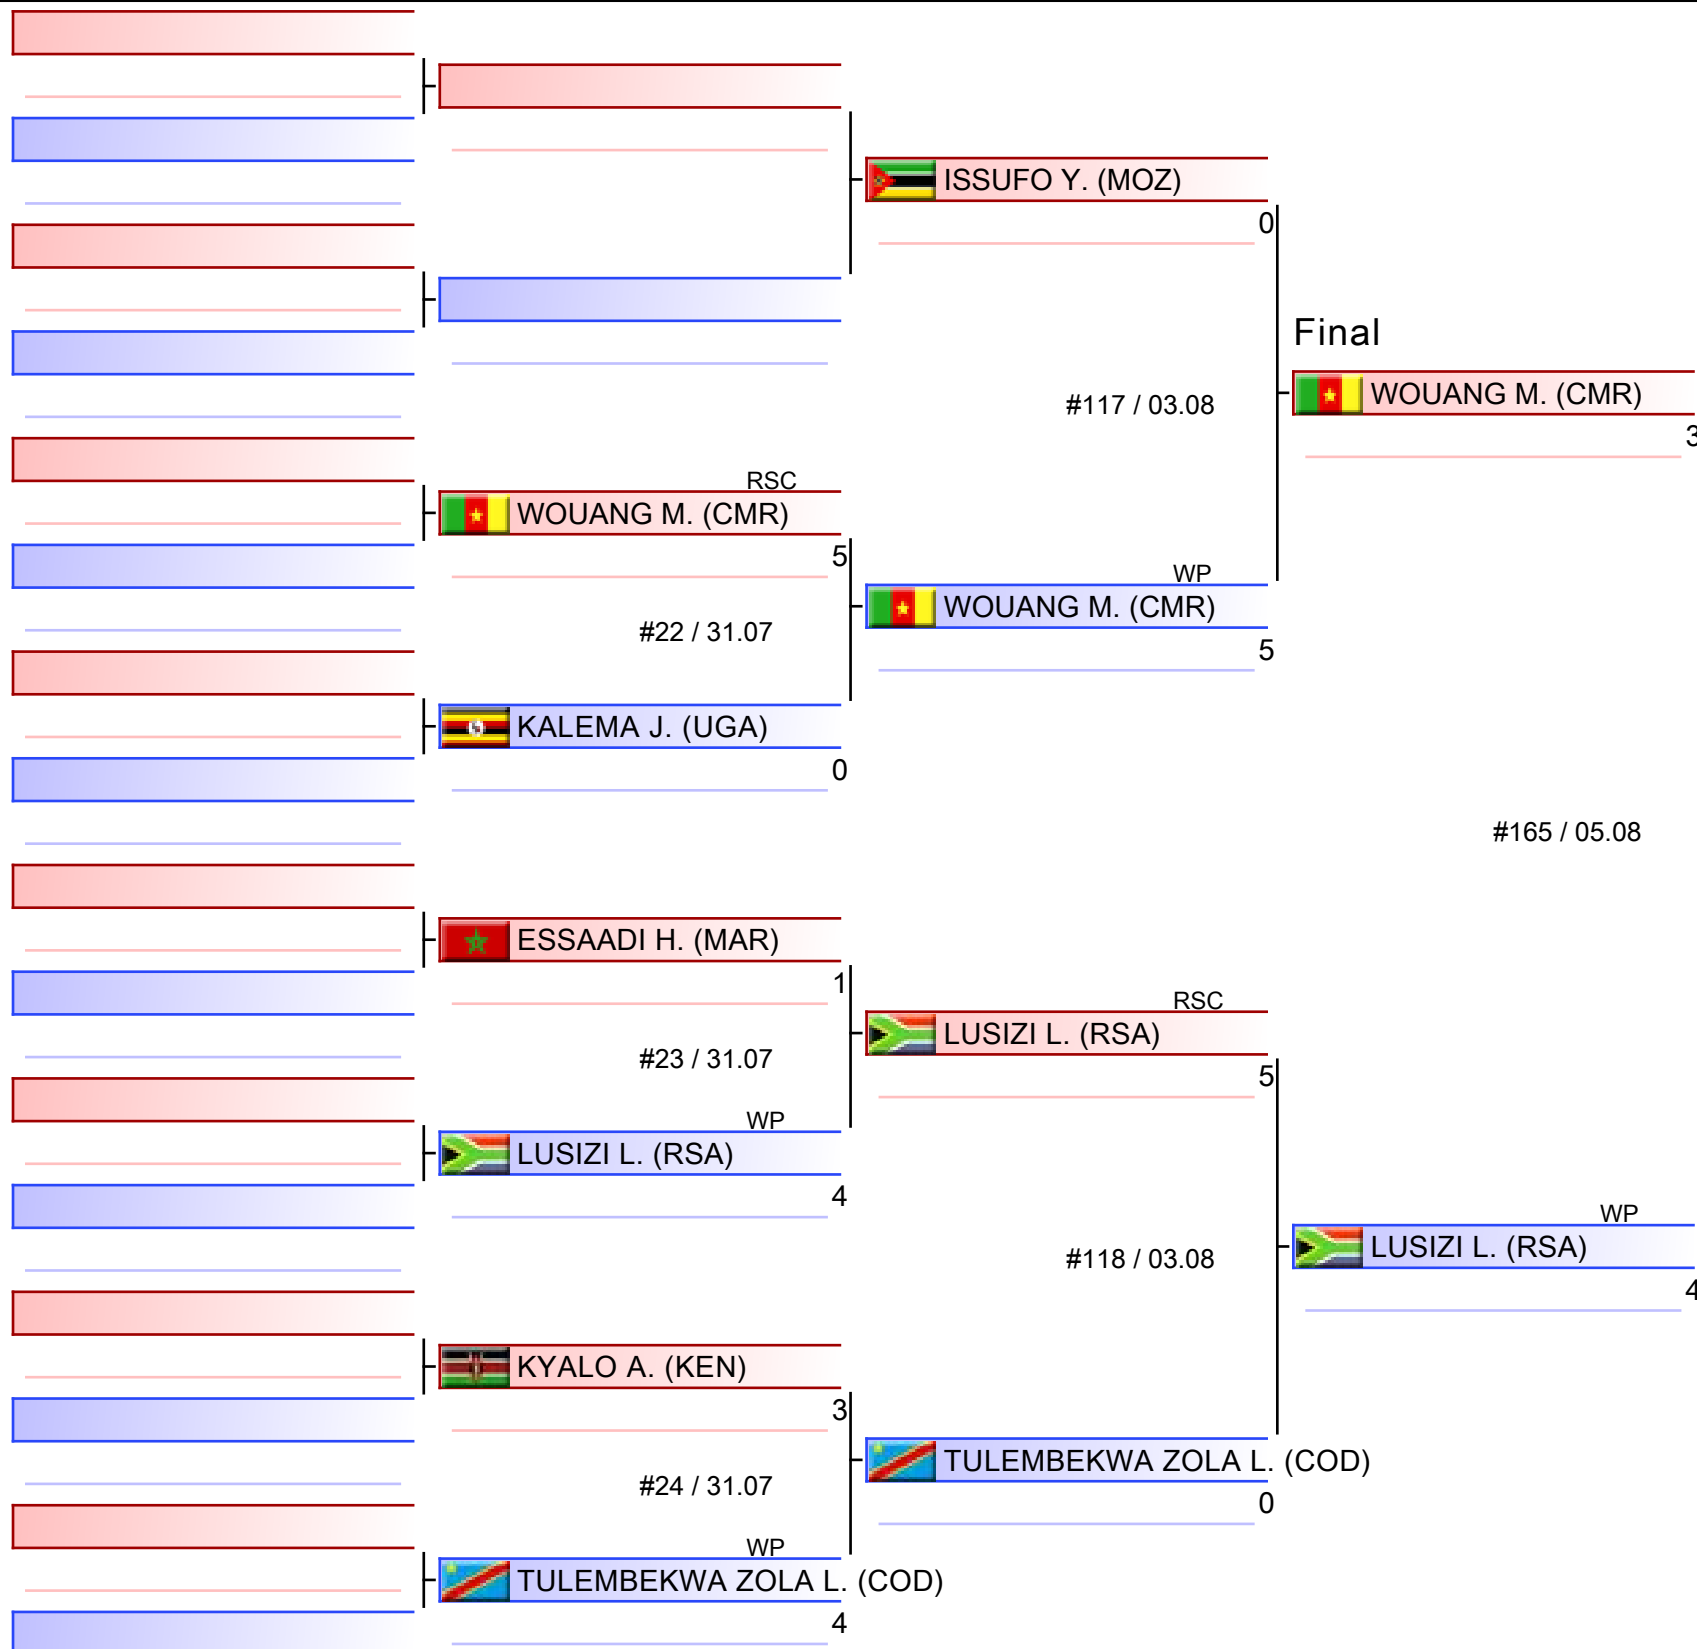 ISSUFO Y. (MOZ)
0
Final
#117 / 03.08
WOUANG M. (CMR)
3
RSC
WOUANG M. (CMR)
5
WP
WOUANG M. (CMR)
5
#22 / 31.07
KALEMA J. (UGA)
0
#165 / 05.08
ESSAADI H. (MAR)
1
RSC
LUSIZI L. (RSA)
5
#23 / 31.07
WP
LUSIZI L. (RSA)
4
#118 / 03.08
WP
LUSIZI L. (RSA)
4
KYALO A. (KEN)
3
TULEMBEKWA ZOLA L. (COD)
0
#24 / 31.07
WP
TULEMBEKWA ZOLA L. (COD)
4